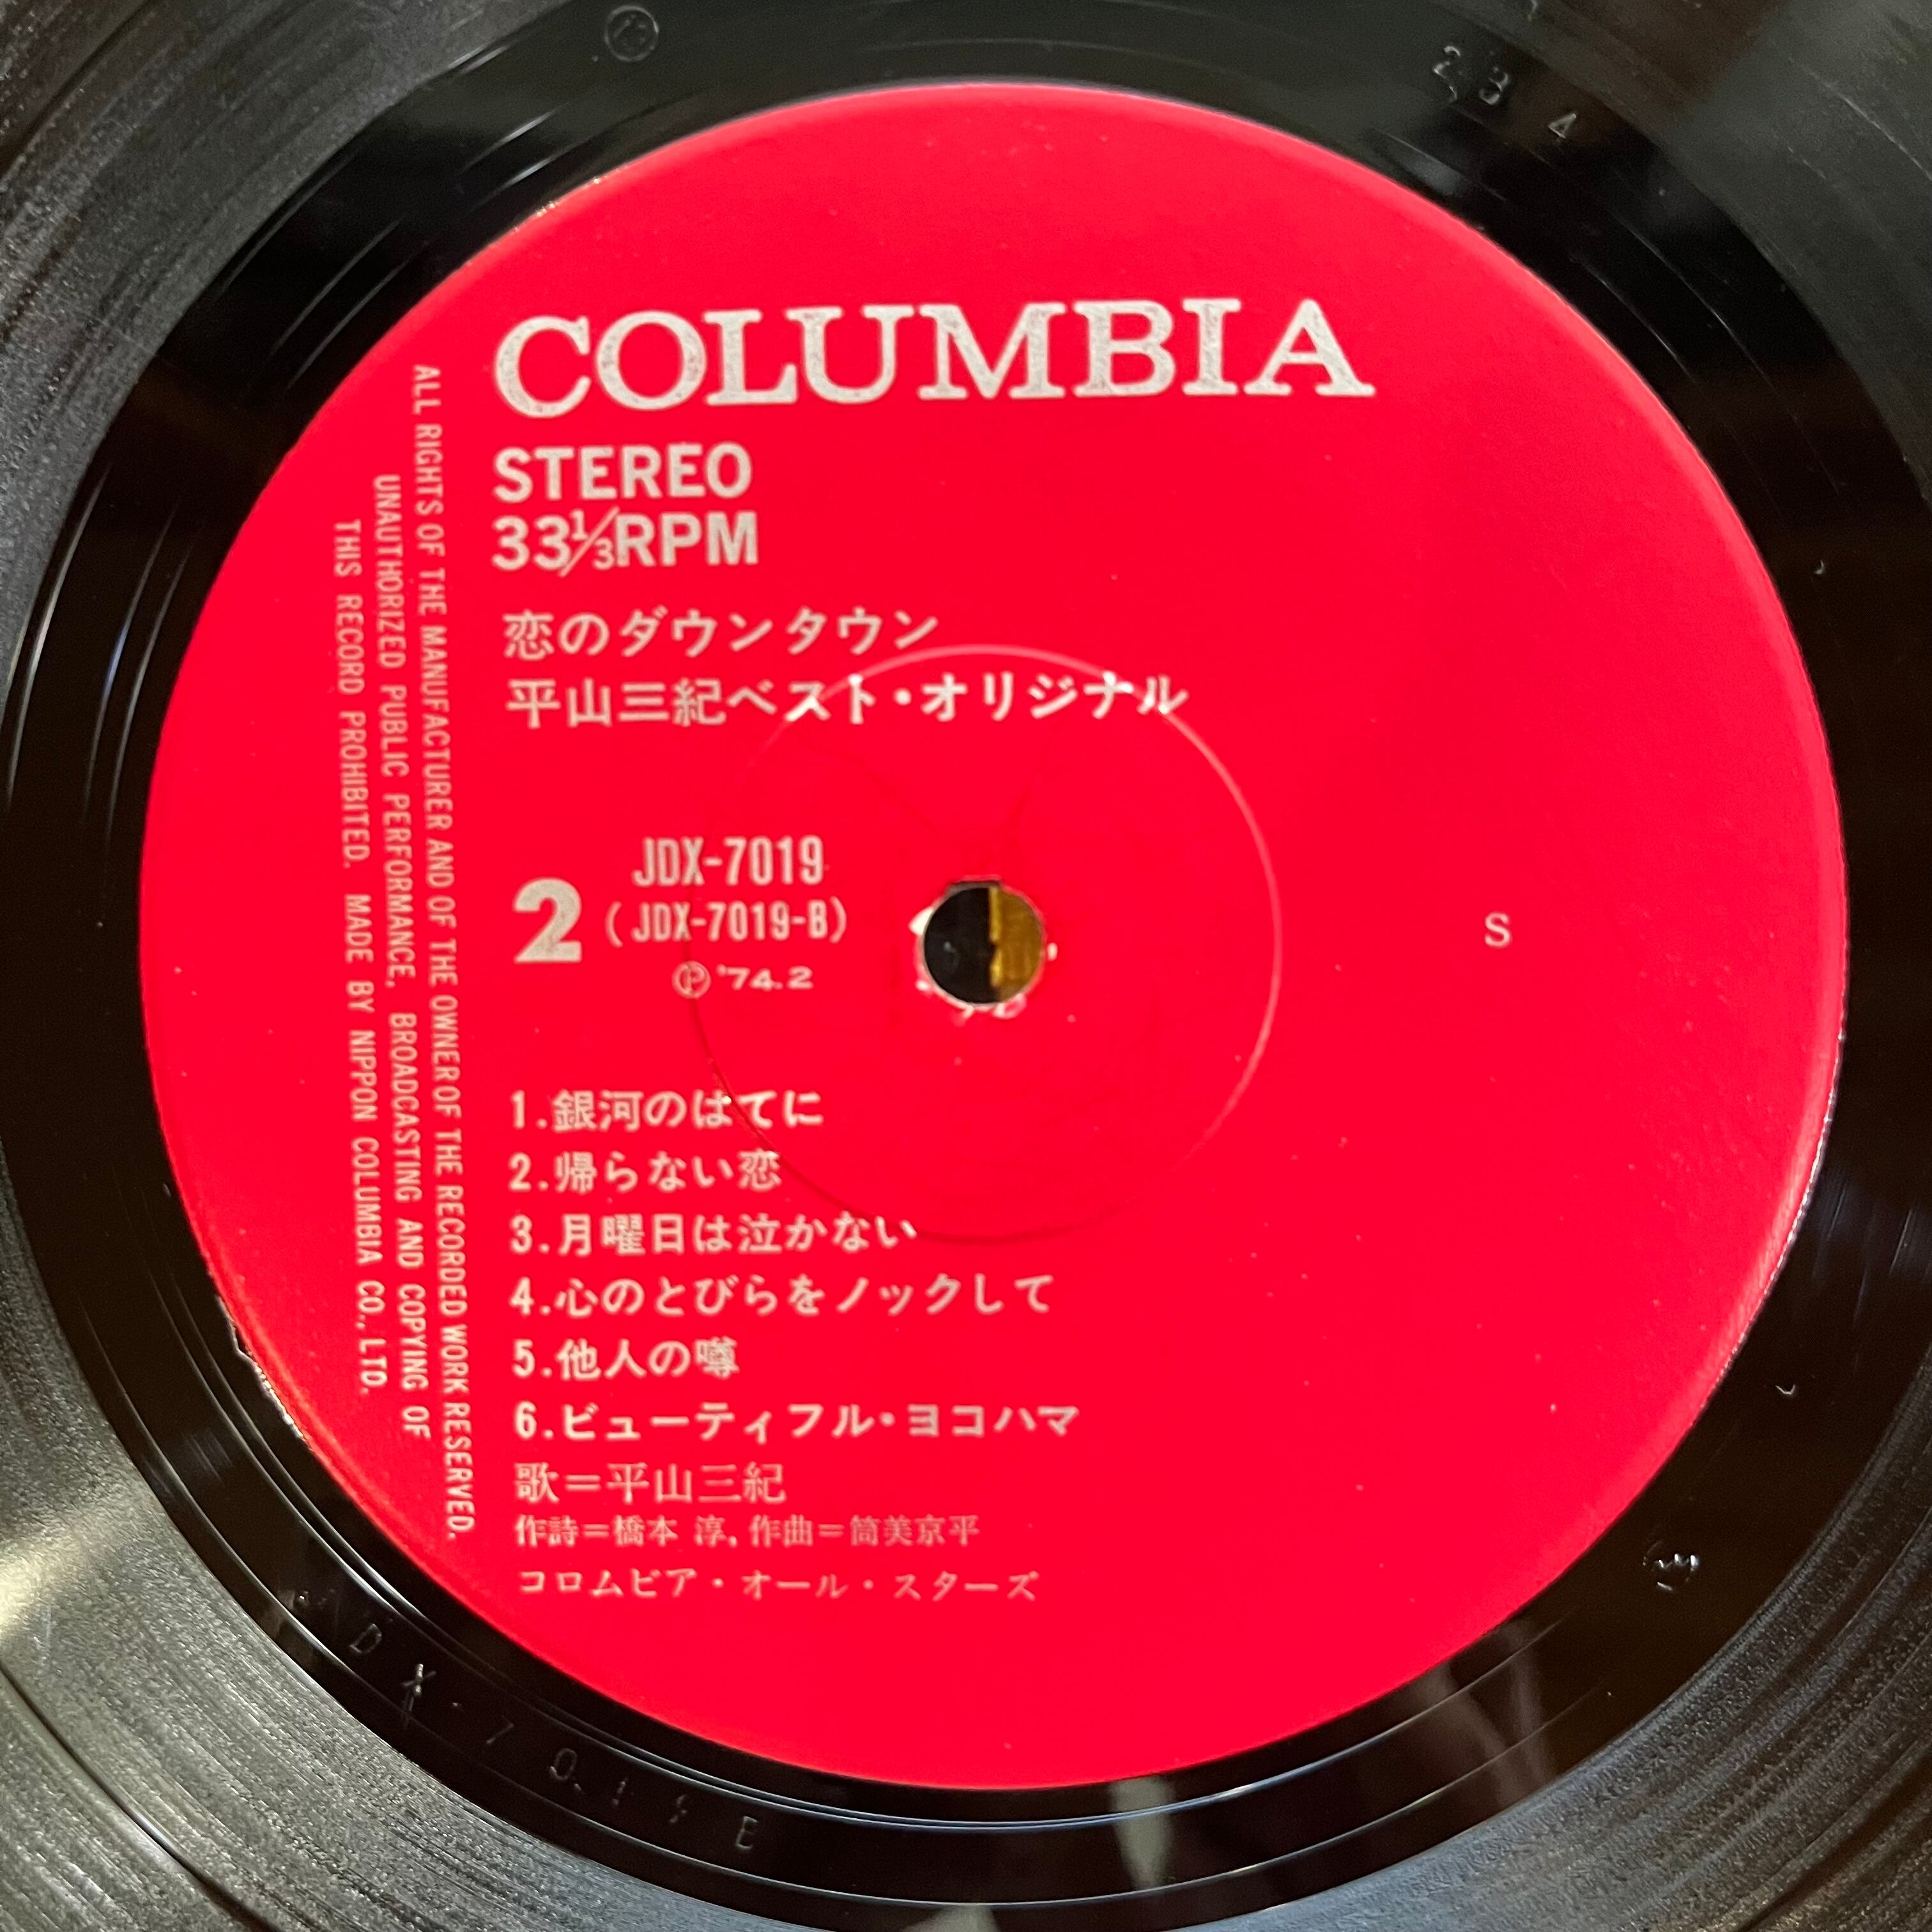 COLUMBIA
STEREO
33 1/3 RPM
恋のダウンタウン
平山三紀ベスト・オリジナル
JDX-7019
2 (JDX-7019-B)
Ⓟ'74.2
1.銀河のはてに
2.帰らない恋
3.月曜日は泣かない
4.心のとびらをノックして
5.他人の噂
6.ビューティフル・ヨコハマ
歌=平山三紀
作詩=橋本 淳, 作曲=筒美京平
コロムビア・オール・スターズ
S
ALL RIGHTS OF THE MANUFACTURER AND OF THE OWNER OF THE RECORDED WORK RESERVED.
UNAUTHORIZED PUBLIC PERFORMANCE, BROADCASTING AND COPYING OF
THIS RECORD PROHIBITED. MADE BY NIPPON COLUMBIA CO., LTD.